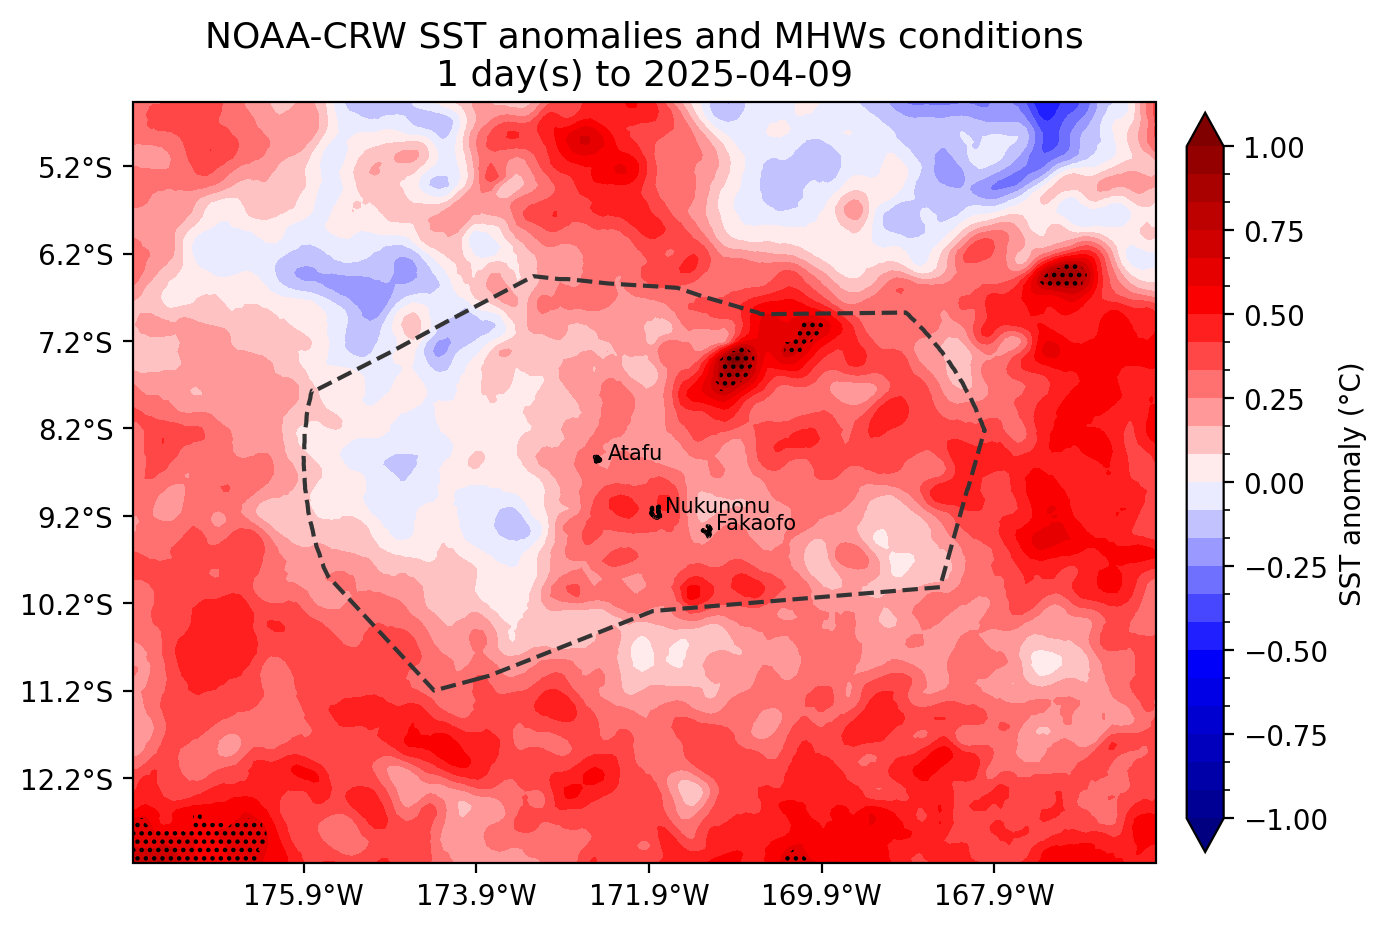 NOAA-CRW SST anomalies and MHWs conditions
1 day(s) to 2025-04-09
5.2°S
6.2°S
7.2°S
8.2°S
9.2°S
10.2°S
11.2°S
12.2°S
Atafu
Nukunonu
Fakaofo
175.9°W
173.9°W
171.9°W
169.9°W
167.9°W
1.00
0.75
0.50
0.25
0.00
−0.25
−0.50
−0.75
−1.00
SST anomaly (°C)